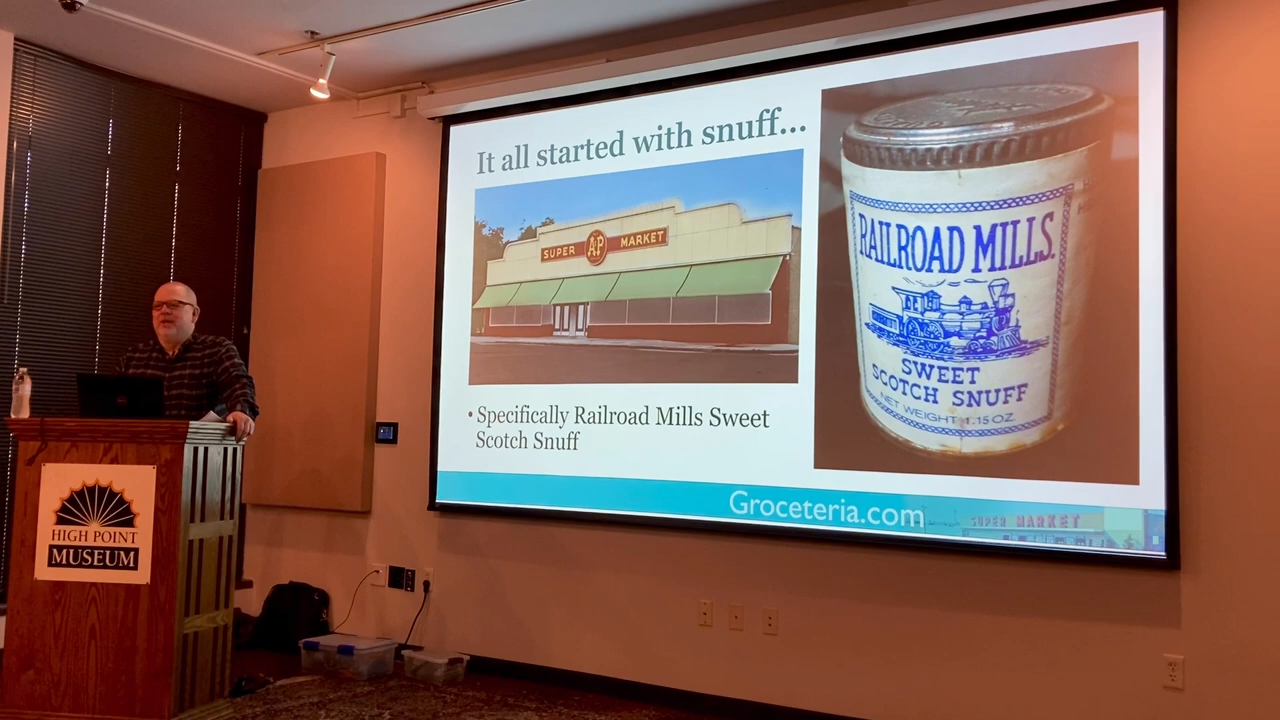 It all started with snuff...
SUPER A&P MARKET
• Specifically Railroad Mills Sweet
Scotch Snuff
RAILROAD MILLS.
SWEET
SCOTCH SNUFF
NET WEIGHT 1.15 OZ.
Groceteria.com
SUPER MARKET
HIGH POINT
MUSEUM